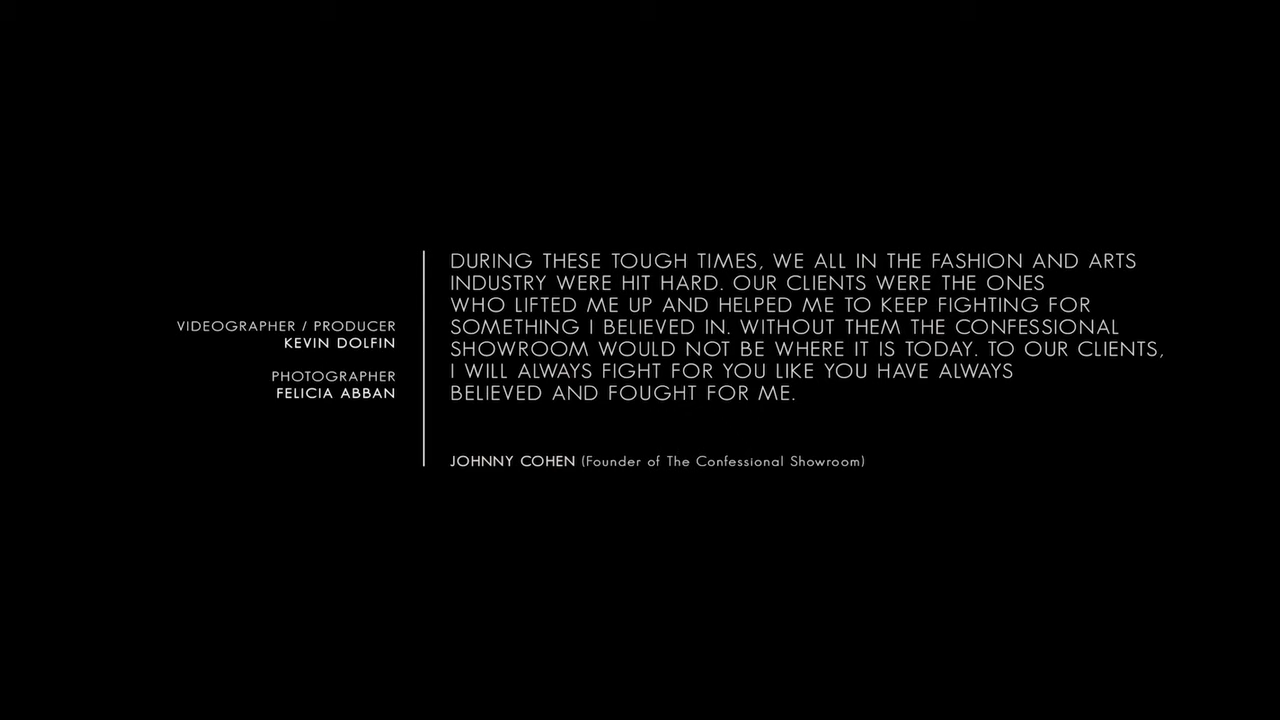 VIDEOGRAPHER / PRODUCER
KEVIN DOLFIN
PHOTOGRAPHER
FELICIA ABBAN
DURING THESE TOUGH TIMES, WE ALL IN THE FASHION AND ARTS
INDUSTRY WERE HIT HARD. OUR CLIENTS WERE THE ONES
WHO LIFTED ME UP AND HELPED ME TO KEEP FIGHTING FOR
SOMETHING I BELIEVED IN. WITHOUT THEM THE CONFESSIONAL
SHOWROOM WOULD NOT BE WHERE IT IS TODAY. TO OUR CLIENTS,
I WILL ALWAYS FIGHT FOR YOU LIKE YOU HAVE ALWAYS
BELIEVED AND FOUGHT FOR ME.
JOHNNY COHEN (Founder of The Confessional Showroom)